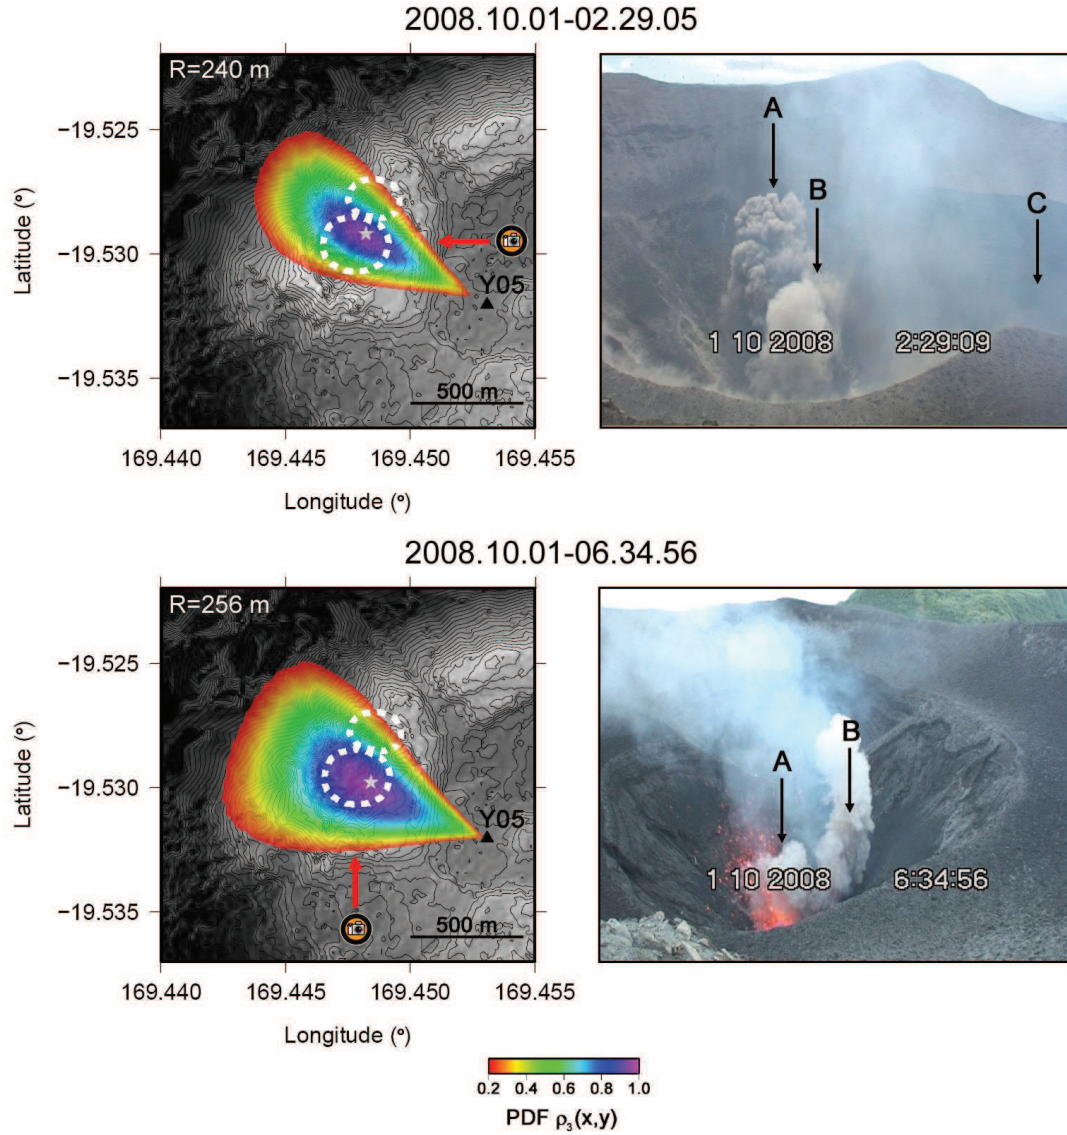 2008.10.01-02.29.05
R=240 m
−19.525
−19.530
−19.535
Latitude (°)
Y05
500 m
169.440 169.445 169.450 169.455
Longitude (°)
A
B
C
1 10 2008 2:29:09
2008.10.01-06.34.56
R=256 m
−19.525
−19.530
−19.535
Latitude (°)
Y05
500 m
169.440 169.445 169.450 169.455
Longitude (°)
A
B
1 10 2008 6:34:56
0.2 0.4 0.6 0.8 1.0
PDF ρ₃(x,y)